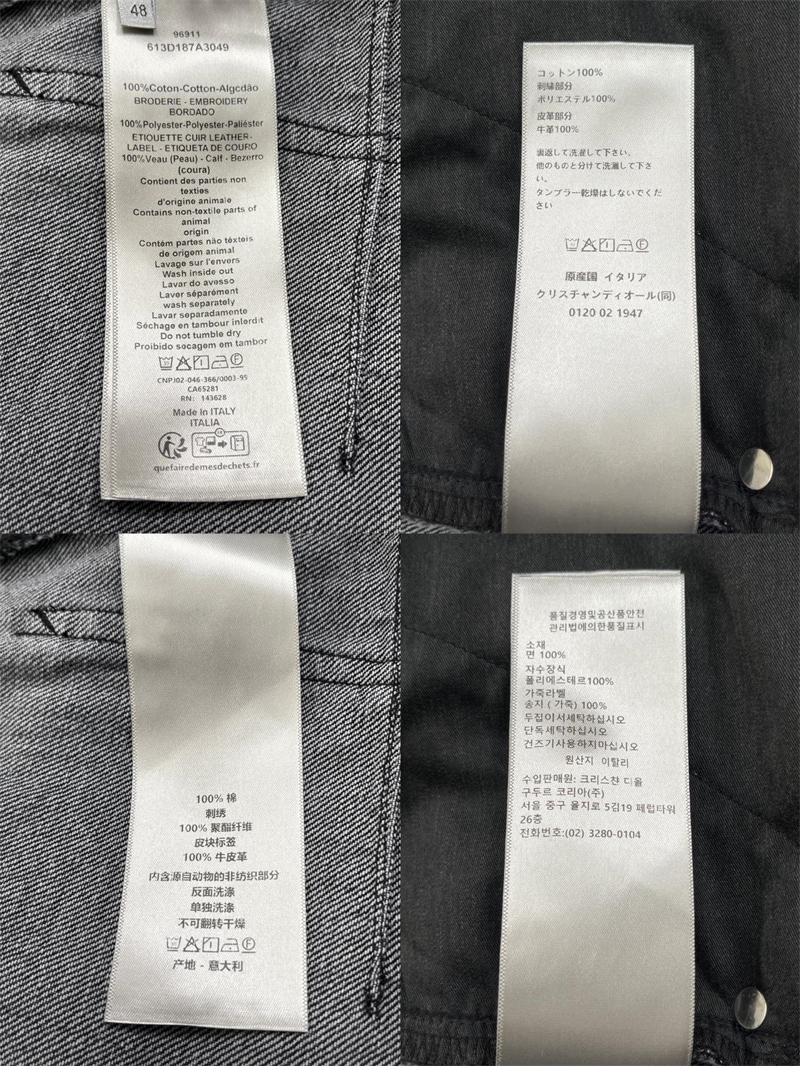 48
96911
613D187A3049
100%Coton-Cotton-Algcdão
BRODERIE - EMBROIDERY
BORDADO
100%Polyester-Polyester-Paliéster
ETIQUETTE CUIR LEATHER-
LABEL - ETIQUETA DE COURO
100%Veau (Peau) - Calf - Bezerro
(coura)
Contient des parties non
texties
d'origine animale
Contains non-textile parts of
animal
origin
Contém partes não têxteis
de origem animal
Lavage sur l'envers
Wash inside out
Lavar do avesso
Laver séparément
wash separately
Lavar separadamente
Séchage en tambour interdit
Do not tumble dry
Proibido socagem em tambor
CNPJ02-046-366/0003-95
CA65281
RN: 143628
Made In ITALY
ITALIA
quefairedemesdechets.fr
コットン100%
刺繍部分
ポリエステル100%
皮革部分
牛革100%
裏返して洗濯して下さい。
他のものと分けて洗濯して下さ
い。
タンブラー乾燥はしないでくだ
さい
原産国 イタリア
クリスチャンディオール(同)
0120 02 1947
100% 棉
刺绣
100% 聚酯纤维
皮块标签
100% 牛皮革
内含源自动物的非纺织部分
反面洗涤
单独洗涤
不可翻转干燥
产地 - 意大利
품질경영및공산품안전
관리법에의한품질표시
소재
면 100%
자수장식
폴리에스테르100%
가죽라벨
송지 ( 가죽) 100%
두집이서세탁하십시오
단독세탁하십시오
건즈기사용하지마십시오
원산지 이탈리
수입판매원: 크리스챤 디올
구두르 코리아(주)
서을 중구 율지로 5김19 페럽타워
26층
전화번호:(02) 3280-0104